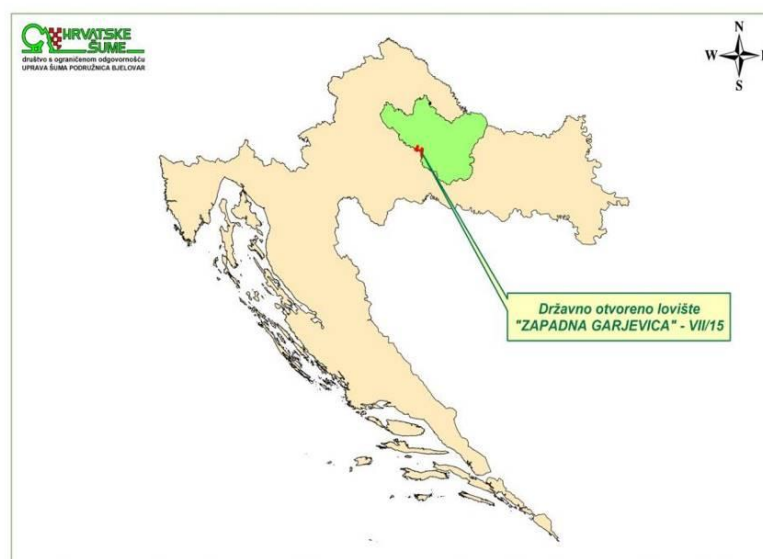 HRVATSKE
ŠUME
društvo s ograničenom odgovornošću
UPRAVA ŠUMA PODRUŽNICA BJELOVAR
N
W
S
Državno otvoreno lovište
"ZAPADNA GARJEVICA" - VII/15